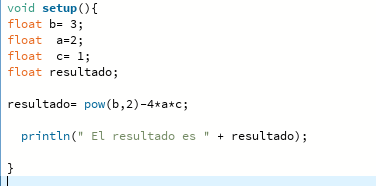 void setup(){
float b= 3;
float  a=2;
float  c= 1;
float resultado;

resultado= pow(b,2)-4*a*c;

  println(" El resultado es " + resultado);

}